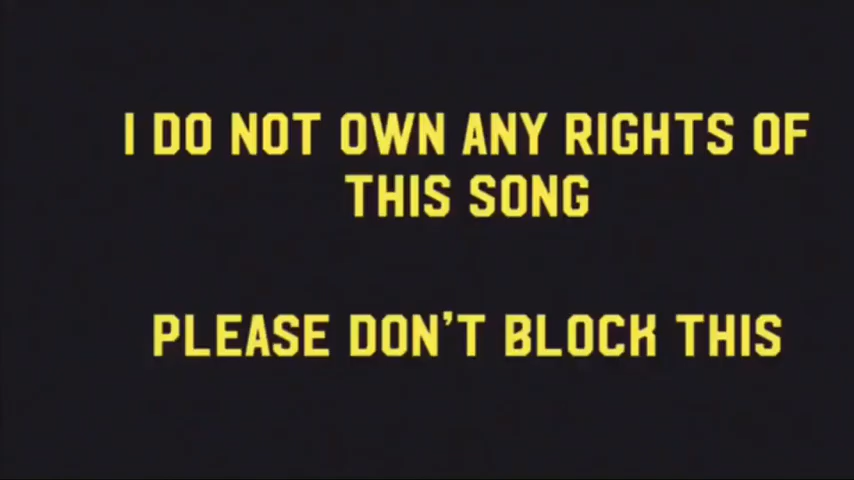 I DO NOT OWN ANY RIGHTS OF
THIS SONG
PLEASE DON'T BLOCK THIS